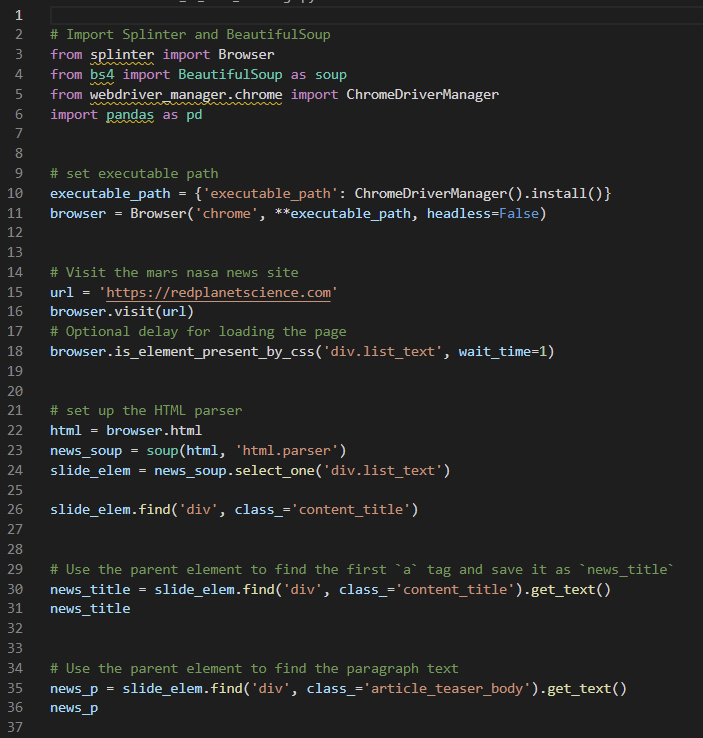 1
2 # Import Splinter and BeautifulSoup
3 from splinter import Browser
4 from bs4 import BeautifulSoup as soup
5 from webdriver_manager.chrome import ChromeDriverManager
6 import pandas as pd
7
8
9 # set executable path
10 executable_path = {'executable_path': ChromeDriverManager().install()}
11 browser = Browser('chrome', **executable_path, headless=False)
12
13
14 # Visit the mars nasa news site
15 url = 'https://redplanetscience.com'
16 browser.visit(url)
17 # Optional delay for loading the page
18 browser.is_element_present_by_css('div.list_text', wait_time=1)
19
20
21 # set up the HTML parser
22 html = browser.html
23 news_soup = soup(html, 'html.parser')
24 slide_elem = news_soup.select_one('div.list_text')
25
26 slide_elem.find('div', class_='content_title')
27
28
29 # Use the parent element to find the first `a` tag and save it as `news_title`
30 news_title = slide_elem.find('div', class_='content_title').get_text()
31 news_title
32
33
34 # Use the parent element to find the paragraph text
35 news_p = slide_elem.find('div', class_='article_teaser_body').get_text()
36 news_p
37